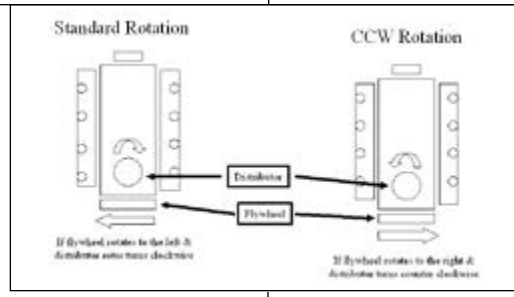 Standard Rotation
CCW Rotation
Distributor
Flywheel
If flywheel rotates to the left &
distributor rotor turns clockwise
If flywheel rotates to the right &
distributor turns counter clockwise